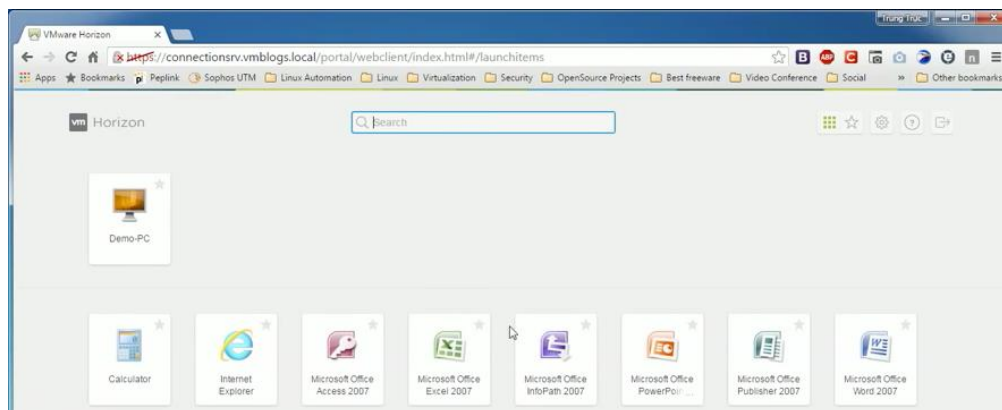 Trung Truc
VMware Horizon
https://connectionsrv.vmblogs.local/portal/webclient/index.html#/launchitems
Apps Bookmarks Peplink Sophos UTM Linux Automation Linux Virtualization Security OpenSource Projects Best freeware Video Conference Social » Other bookmarks
vm Horizon
Search
Demo-PC
Calculator
Internet
Explorer
Microsoft Office
Access 2007
Microsoft Office
Excel 2007
Microsoft Office
InfoPath 2007
Microsoft Office
PowerPoin ...
Microsoft Office
Publisher 2007
Microsoft Office
Word 2007